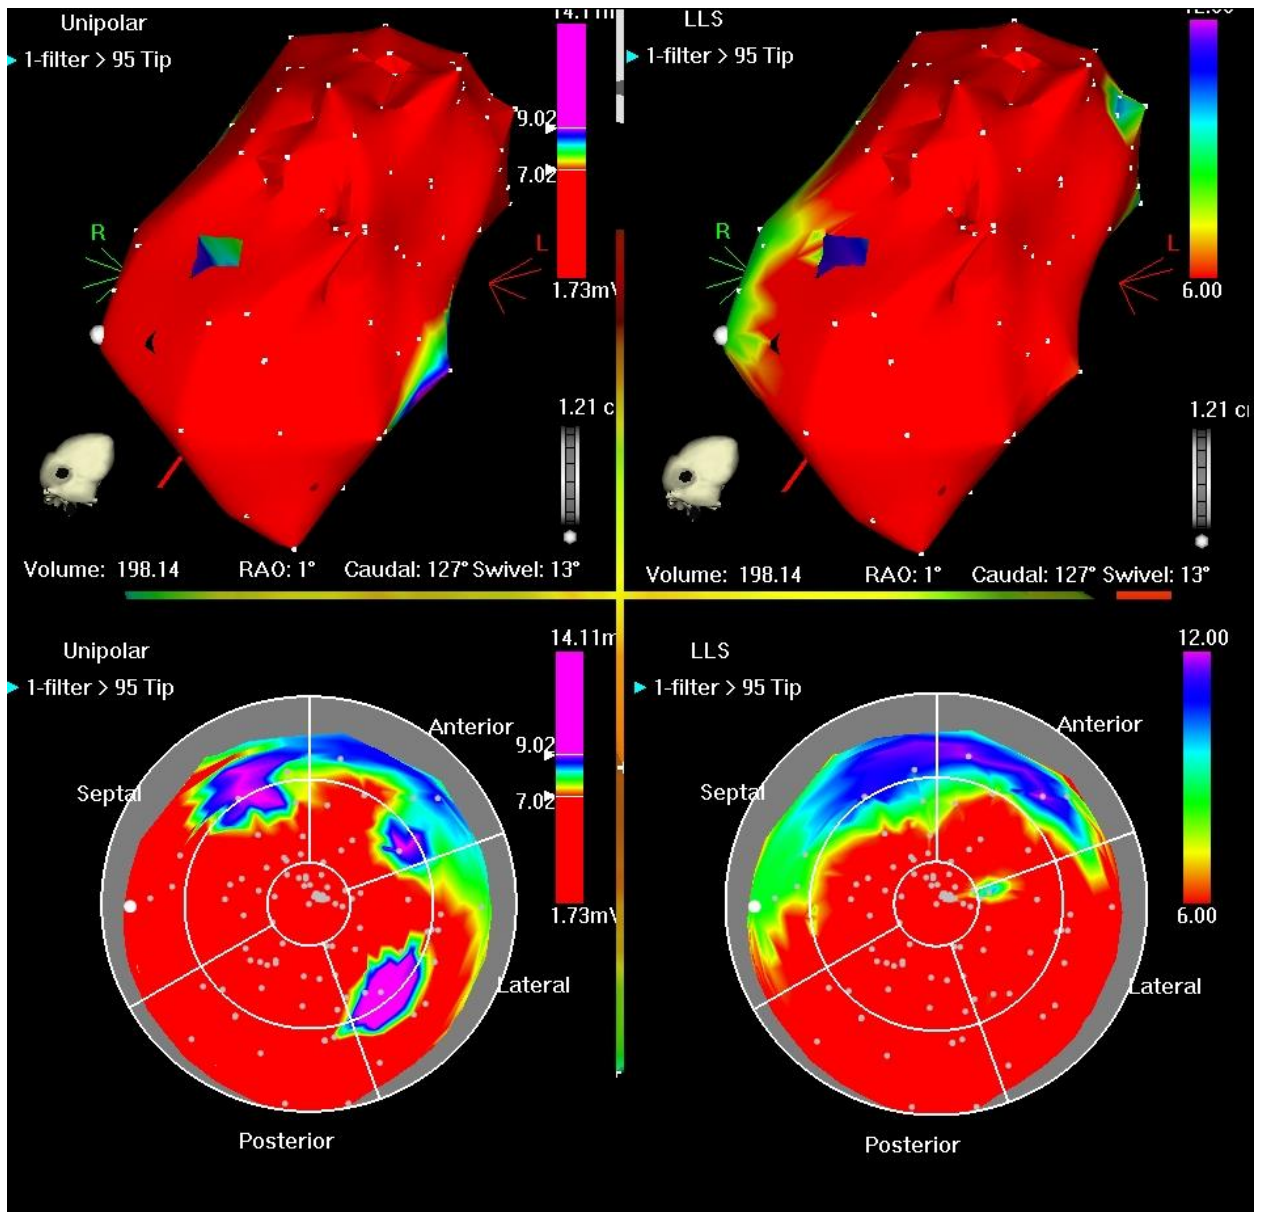 Unipolar
1-filter > 95 Tip
9.02
7.02
1.73mV
R
L
1.21 c
Volume: 198.14 RAO: 1° Caudal: 127° Swivel: 13°
LLS
1-filter > 95 Tip
12.00
6.00
R
L
1.21
Volume: 198.14 RAO: 1° Caudal: 127° Swivel: 13°
Unipolar
1-filter > 95 Tip
14.11m
9.02
7.02
1.73mV
Anterior
Septal
Lateral
Posterior
LLS
1-filter > 95 Tip
12.00
6.00
Anterior
Septal
Lateral
Posterior